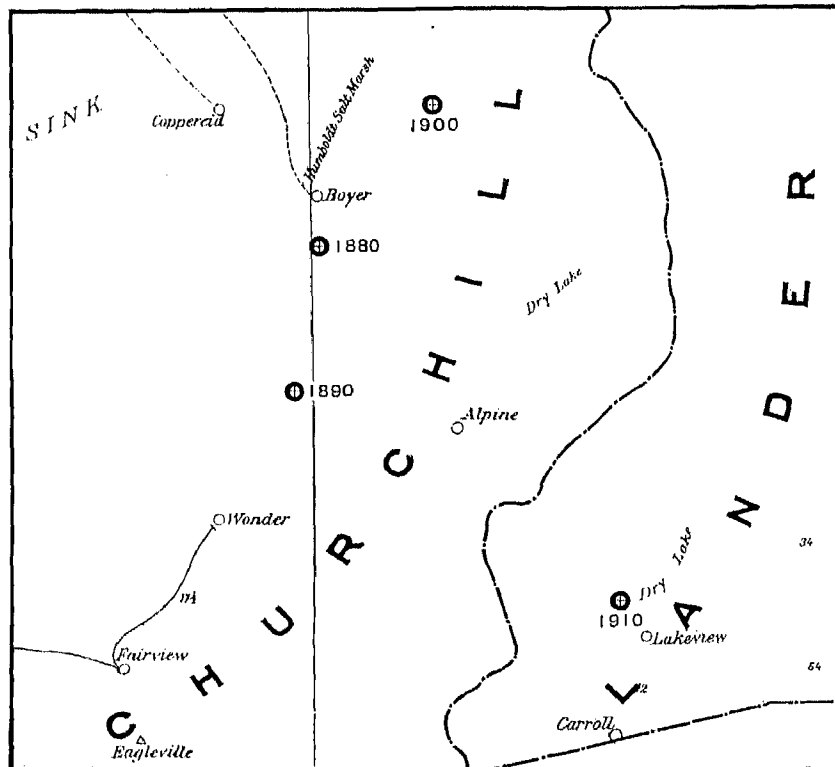 SINK
Coppereid
Humboldt Salt Marsh
1900
Boyer
1880
Dry Lake
1890
Alpine
Wonder
Dry Lake
34
1910
Lakeview
Fairview
64
Carroll
Eagleville
CHURCHILL
LANDER